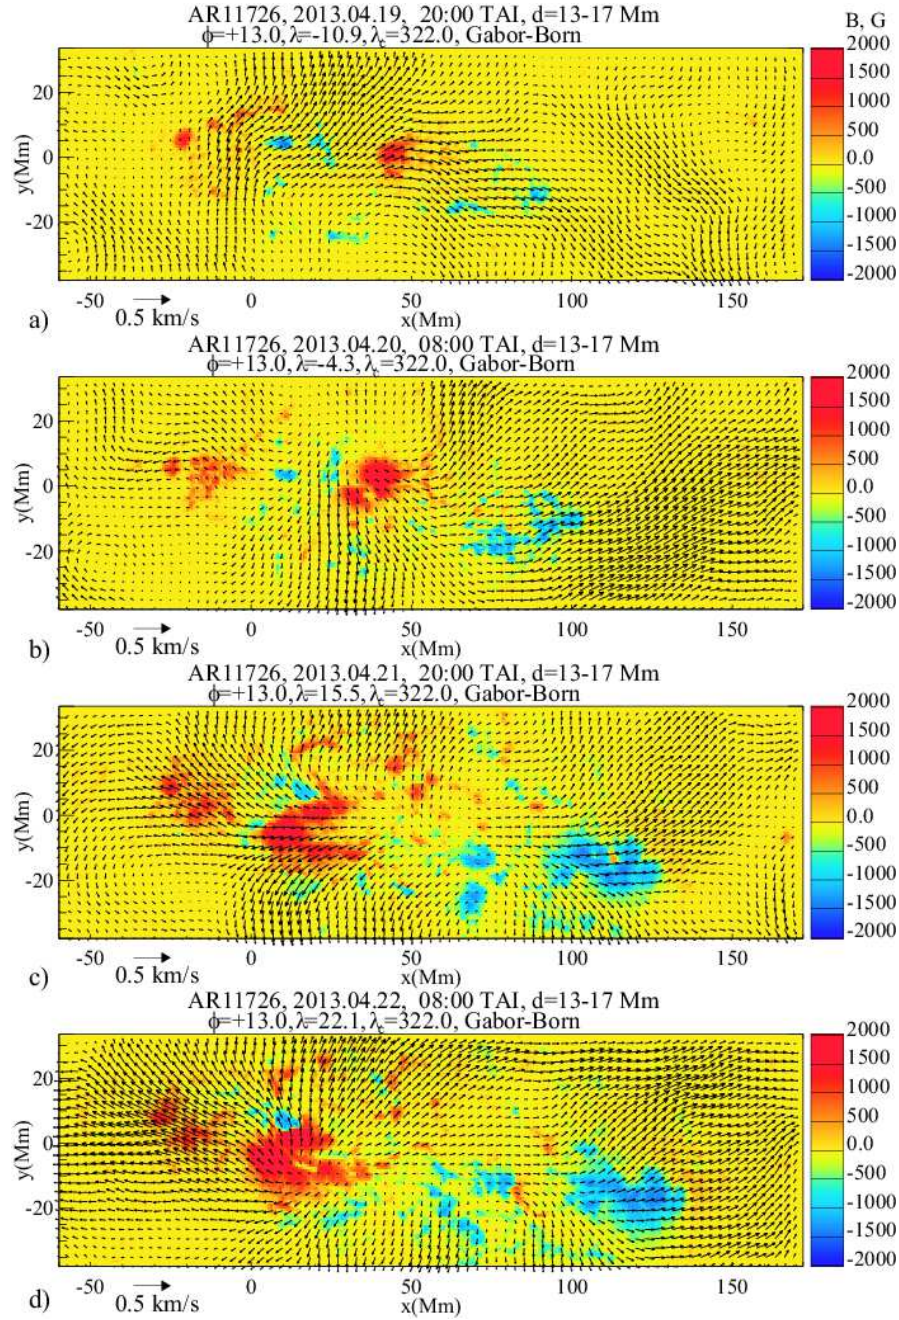 AR11726, 2013.04.19, 20:00 TAI, d=13-17 Mm
B, G
ϕ=+13.0, λ=-10.9, λc=322.0, Gabor-Born
2000
1500
1000
500
0.0
-500
-1000
-1500
-2000
20
0
-20
y(Mm)
-50
0
50
100
150
0.5 km/s
x(Mm)
a)
AR11726, 2013.04.20, 08:00 TAI, d=13-17 Mm
ϕ=+13.0, λ=-4.3, λc=322.0, Gabor-Born
2000
1500
1000
500
0.0
-500
-1000
-1500
-2000
20
0
-20
y(Mm)
-50
0
50
100
150
0.5 km/s
x(Mm)
b)
AR11726, 2013.04.21, 20:00 TAI, d=13-17 Mm
ϕ=+13.0, λ=15.5, λc=322.0, Gabor-Born
2000
1500
1000
500
0.0
-500
-1000
-1500
-2000
20
0
-20
y(Mm)
-50
0
50
100
150
0.5 km/s
x(Mm)
c)
AR11726, 2013.04.22, 08:00 TAI, d=13-17 Mm
ϕ=+13.0, λ=22.1, λc=322.0, Gabor-Born
2000
1500
1000
500
0.0
-500
-1000
-1500
-2000
20
0
-20
y(Mm)
-50
0
50
100
150
0.5 km/s
x(Mm)
d)